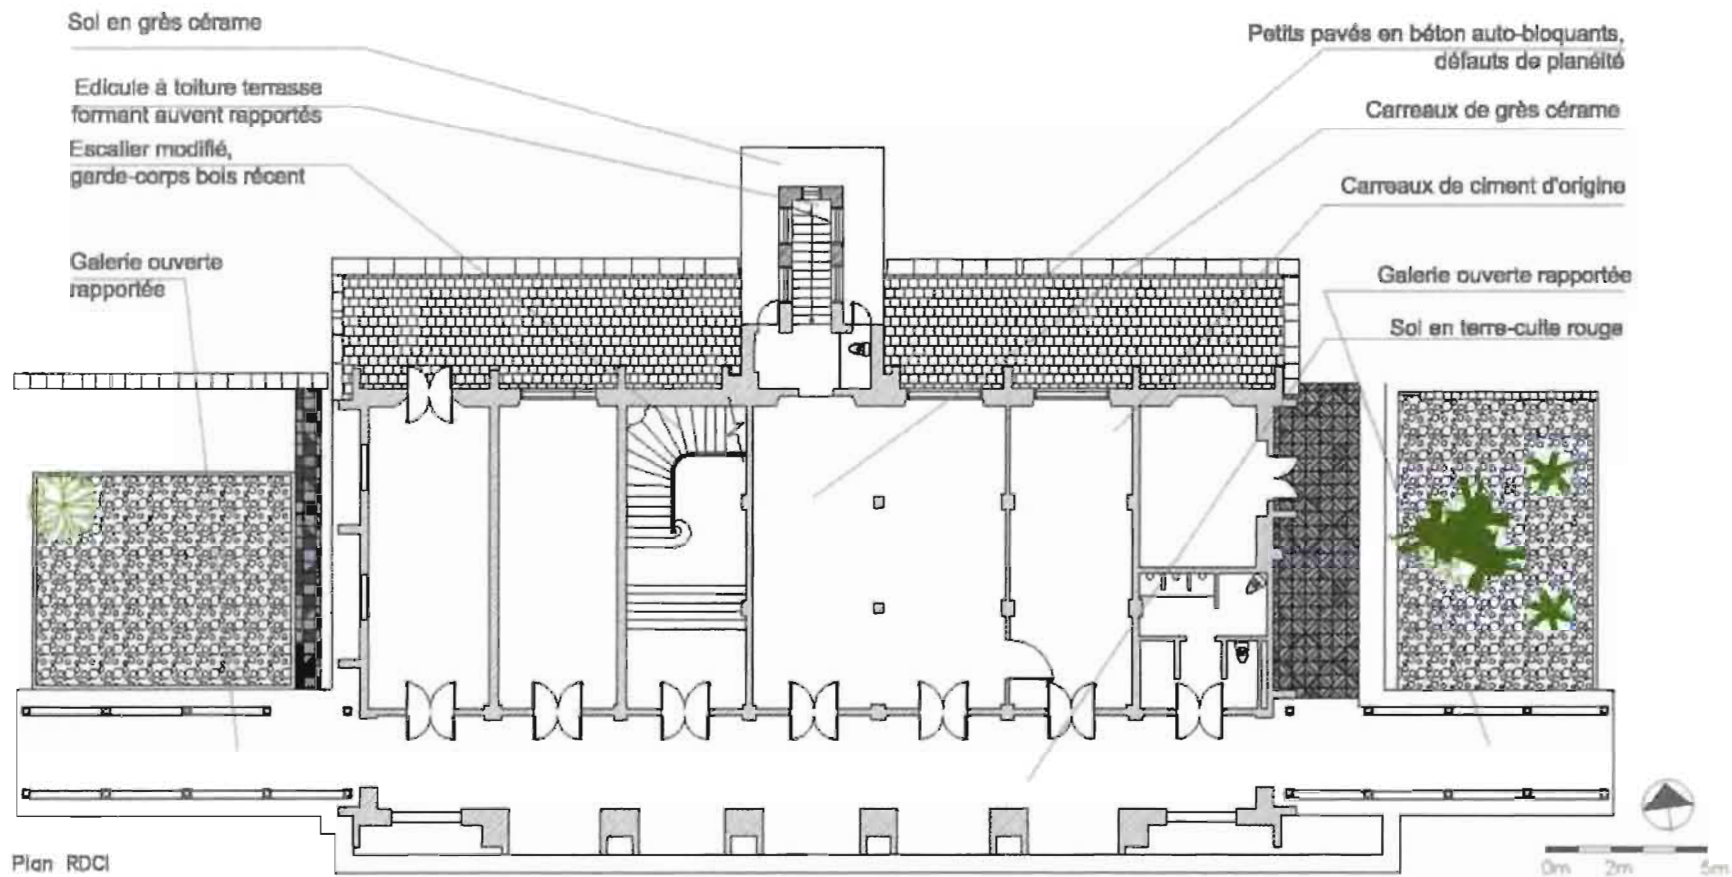 Sol en grès cérame
Edicule à toiture terrasse
formant auvent rapportés
Escalier modifié,
garde-corps bois récent
Galerie ouverte
rapportée
Petits pavés en béton auto-bloquants,
défauts de planéité
Carreaux de grès cérame
Carreaux de ciment d'origine
Galerie ouverte rapportée
Sol en terre-cuite rouge
Plan RDCI
0m 2m 5m